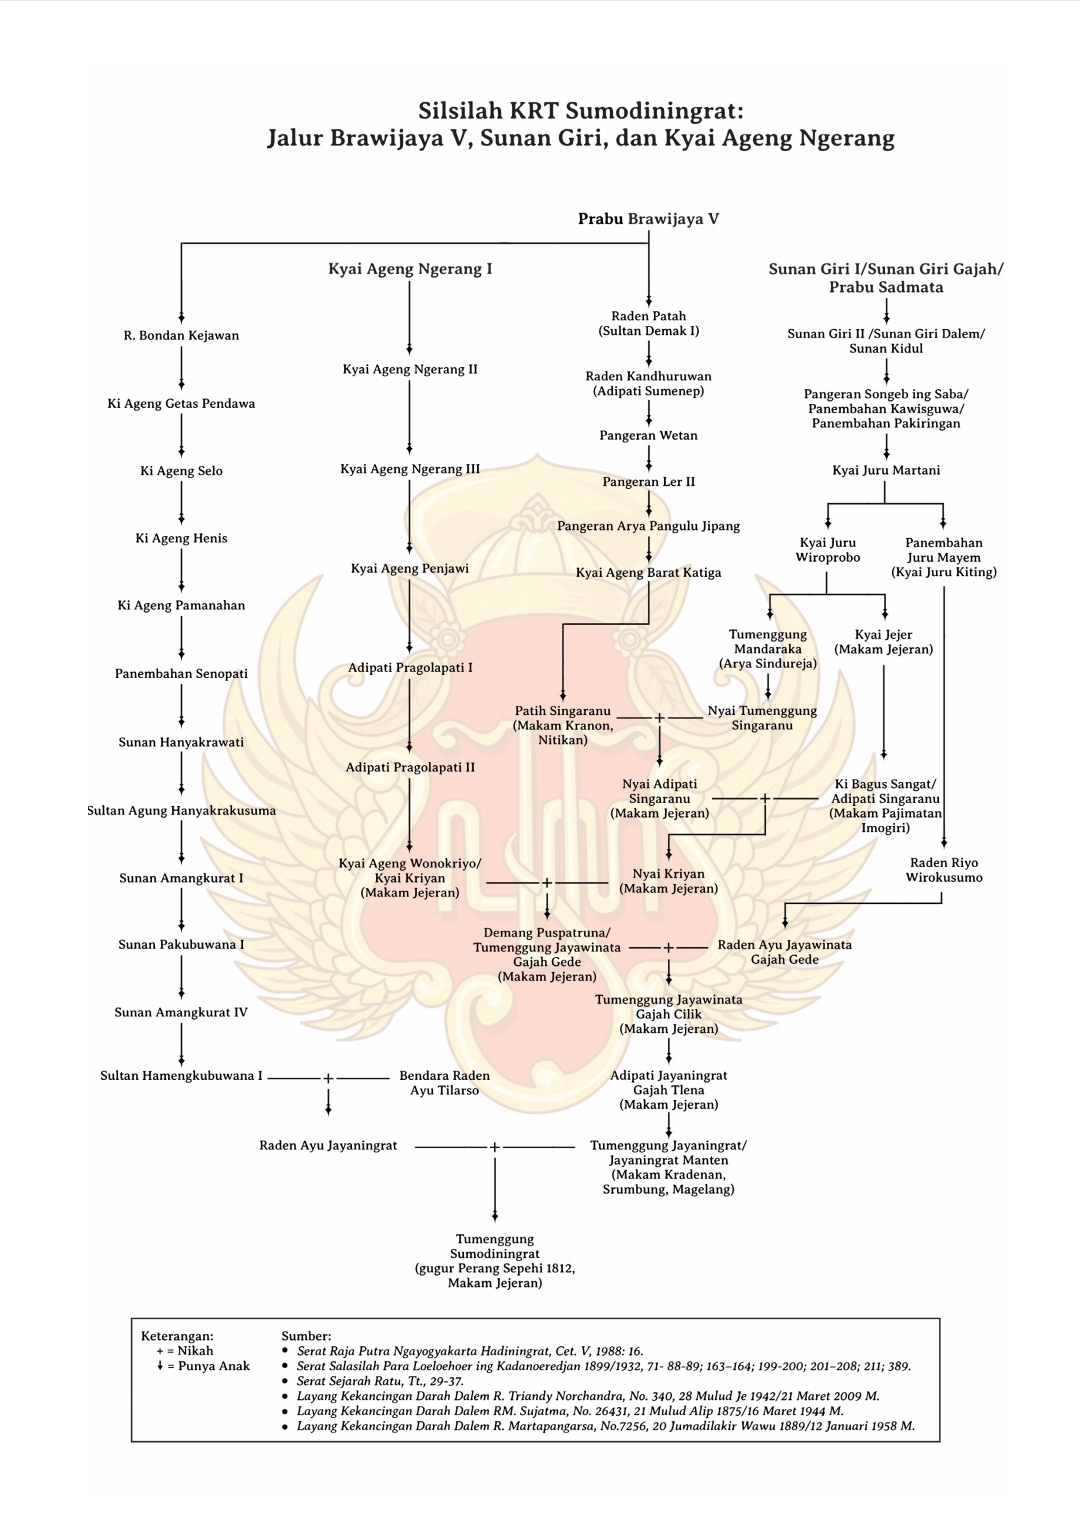 Silsilah KRT Sumodiningrat:
Jalur Brawijaya V, Sunan Giri, dan Kyai Ageng Ngerang
Prabu Brawijaya V
R. Bondan Kejawan
Ki Ageng Getas Pendawa
Ki Ageng Selo
Ki Ageng Henis
Ki Ageng Pamanahan
Panembahan Senopati
Sunan Hanyakrawati
Sultan Agung Hanyakrakusuma
Sunan Amangkurat I
Sunan Pakubuwana I
Sunan Amangkurat IV
Sultan Hamengkubuwana I
+
Bendara Raden
Ayu Tilarso
Kyai Ageng Ngerang I
Kyai Ageng Ngerang II
Kyai Ageng Ngerang III
Kyai Ageng Penjawi
Adipati Pragolapati I
Adipati Pragolapati II
Kyai Ageng Wonokriyo/
Kyai Kriyan
(Makam Jejeran)
+
Raden Patah
(Sultan Demak I)
Raden Kandhuruwan
(Adipati Sumenep)
Pangeran Wetan
Pangeran Ler II
Pangeran Arya Pangulu Jipang
Kyai Ageng Barat Katiga
Patih Singaranu
(Makam Kranon,
Nitikan)
+
Sunan Giri I/Sunan Giri Gajah/
Prabu Sadmata
Sunan Giri II /Sunan Giri Dalem/
Sunan Kidul
Pangeran Songeb ing Saba/
Panembahan Kawisguwa/
Panembahan Pakiringan
Kyai Juru Martani
Kyai Juru
Wiroprobo
Panembahan
Juru Mayem
(Kyai Juru Kiting)
Tumenggung
Mandaraka
(Arya Sindureja)
Kyai Jejer
(Makam Jejeran)
Nyai Tumenggung
Singaranu
Nyai Adipati
Singaranu
(Makam Jejeran)
+
Ki Bagus Sangat/
Adipati Singaranu
(Makam Pajimatan
Imogiri)
Nyai Kriyan
(Makam Jejeran)
Raden Riyo
Wirokusumo
Demang Puspatruna/
Tumenggung Jayawinata
Gajah Gede
(Makam Jejeran)
+
Raden Ayu Jayawinata
Gajah Gede
Tumenggung Jayawinata
Gajah Cilik
(Makam Jejeran)
Adipati Jayaningrat
Gajah Tlena
(Makam Jejeran)
Raden Ayu Jayaningrat
+
Tumenggung Jayaningrat/
Jayaningrat Manten
(Makam Kradenan,
Srumbung, Magelang)
Tumenggung
Sumodiningrat
(gugur Perang Sepehi 1812,
Makam Jejeran)
Keterangan:
+ = Nikah
↓ = Punya Anak
Sumber:
• Serat Raja Putra Ngayogyakarta Hadiningrat, Cet. V, 1988: 16.
• Serat Salasilah Para Loeloehoer ing Kadanoeredjan 1899/1932, 71- 88-89; 163–164; 199-200; 201–208; 211; 389.
• Serat Sejarah Ratu, Tt., 29-37.
• Layang Kekancingan Darah Dalem R. Triandy Norchandra, No. 340, 28 Mulud Je 1942/21 Maret 2009 M.
• Layang Kekancingan Darah Dalem RM. Sujatma, No. 26431, 21 Mulud Alip 1875/16 Maret 1944 M.
• Layang Kekancingan Darah Dalem R. Martapangarsa, No.7256, 20 Jumadilakir Wawu 1889/12 Januari 1958 M.